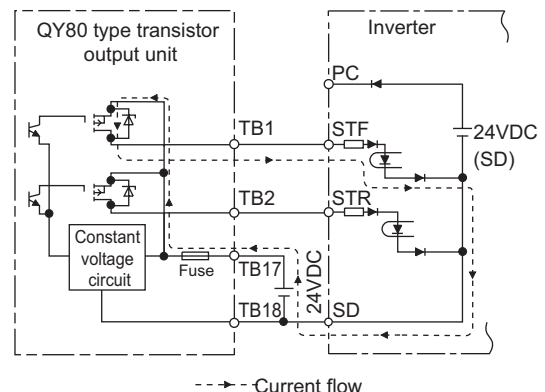 QY80 type transistor
output unit
Inverter
PC
24VDC
(SD)
TB1
STF
TB2
STR
Constant
voltage
circuit
Fuse
TB17
24VDC
TB18
SD
Current flow